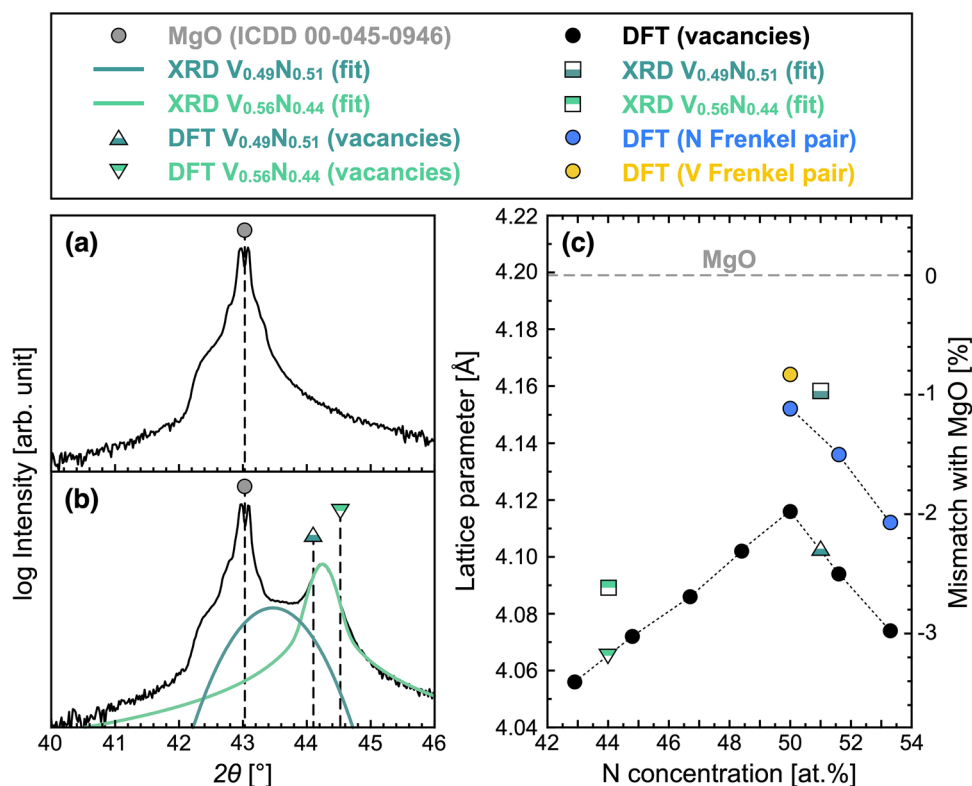 MgO (ICDD 00-045-0946)
XRD V0.49N0.51 (fit)
XRD V0.56N0.44 (fit)
DFT V0.49N0.51 (vacancies)
DFT V0.56N0.44 (vacancies)
DFT (vacancies)
XRD V0.49N0.51 (fit)
XRD V0.56N0.44 (fit)
DFT (N Frenkel pair)
DFT (V Frenkel pair)
(a)
(b)
log Intensity [arb. unit]
40 41 42 43 44 45 46
2θ [°]
(c)
MgO
Lattice parameter [Å]
4.22
4.20
4.18
4.16
4.14
4.12
4.10
4.08
4.06
4.04
42 44 46 48 50 52 54
N concentration [at.%]
0
-1
-2
-3
Mismatch with MgO [%]